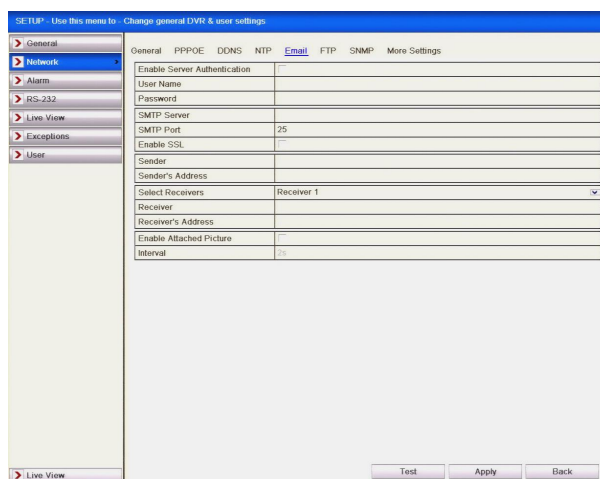 SETUP - Use this menu to - Change general DVR & user settings
General
Network
Alarm
RS-232
Live View
Exceptions
User
General PPPOE DDNS NTP Email FTP SNMP More Settings
Enable Server Authentication
User Name
Password
SMTP Server
SMTP Port 25
Enable SSL
Sender
Sender's Address
Select Receivers Receiver 1
Receiver
Receiver's Address
Enable Attached Picture
Interval 2s
Live View
Test Apply Back